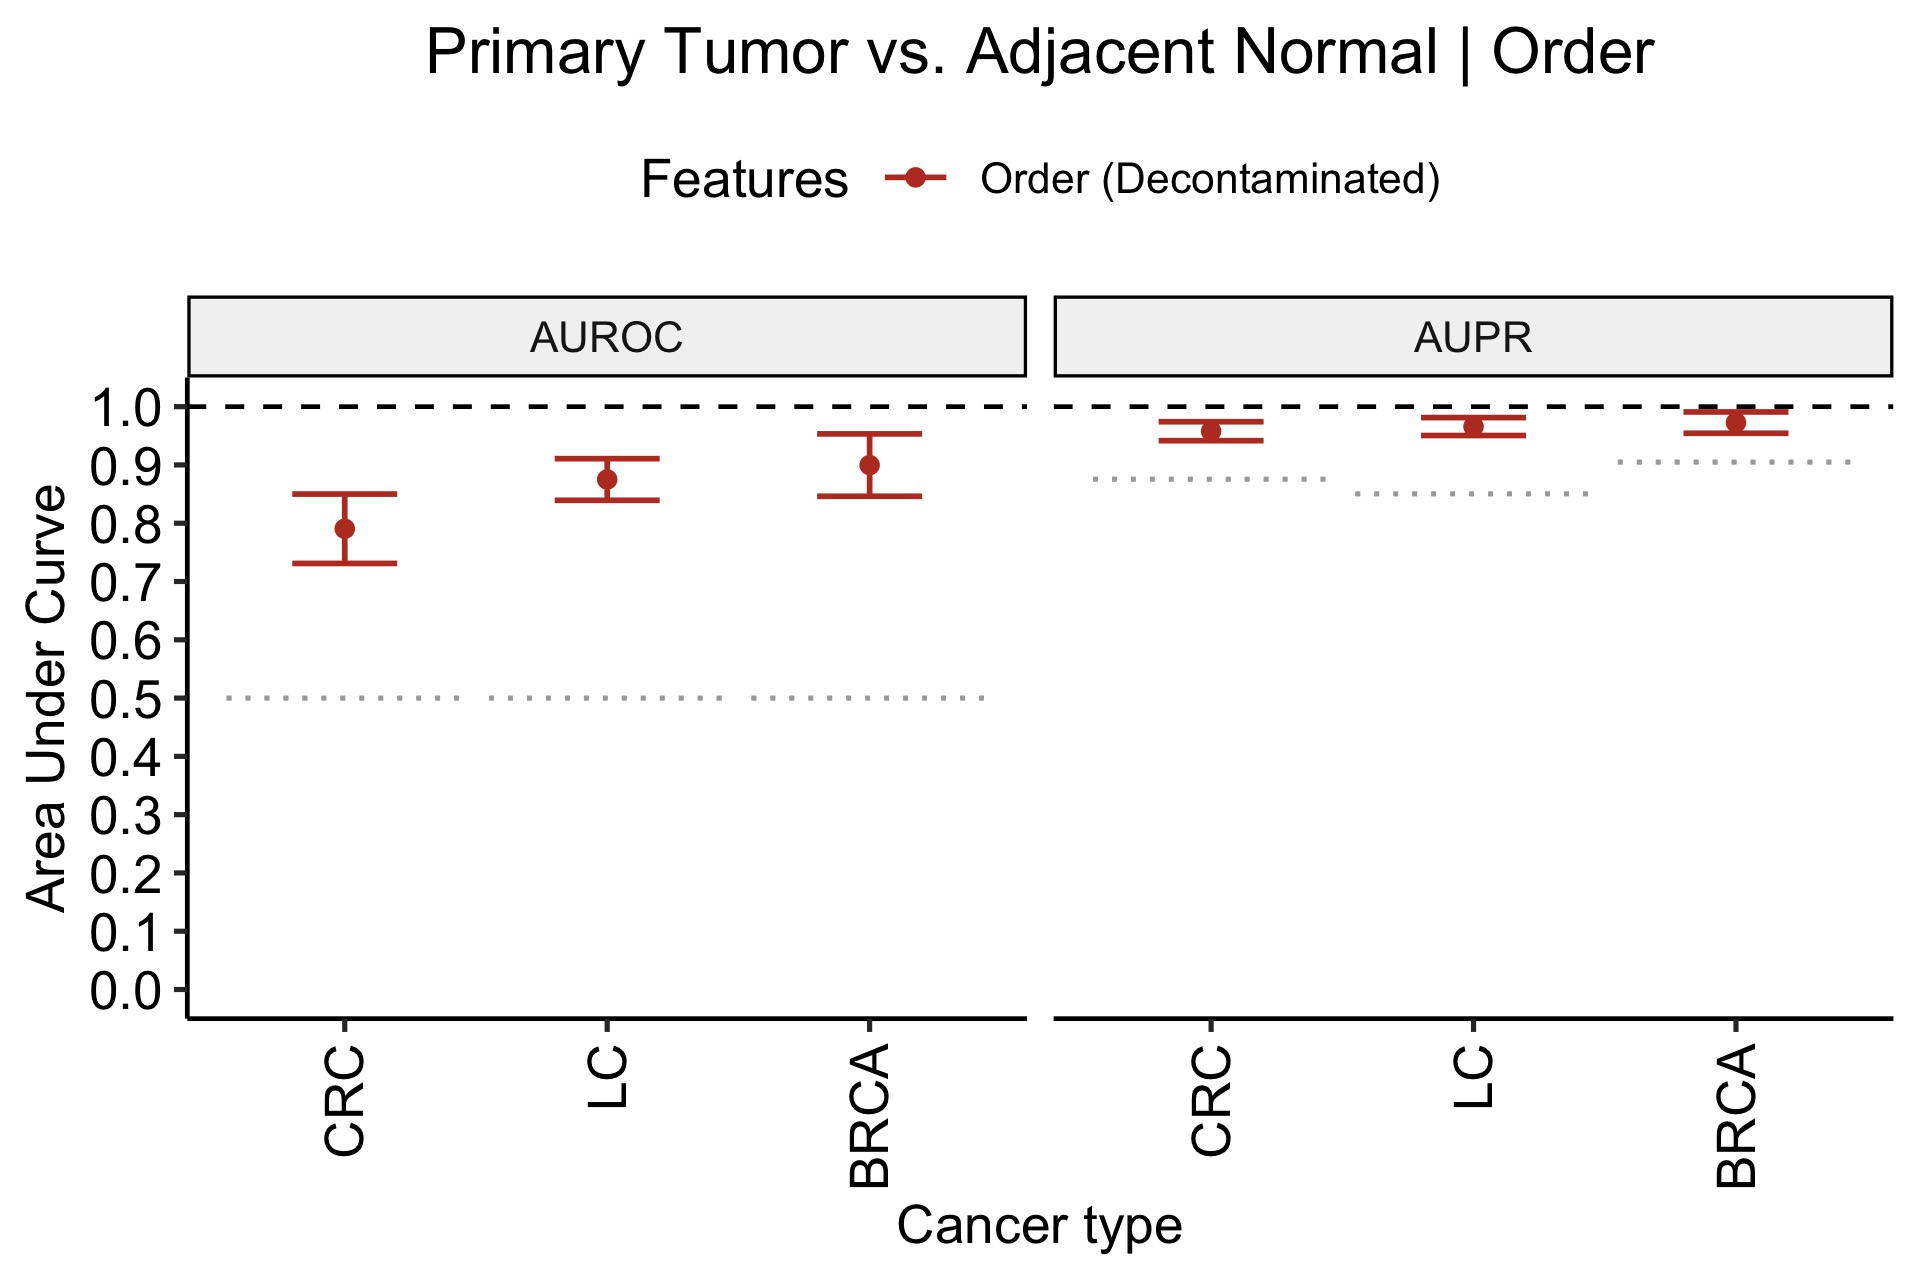 Primary Tumor vs. Adjacent Normal | Order
Features Order (Decontaminated)
AUROC AUPR
Area Under Curve
1.0
0.9
0.8
0.7
0.6
0.5
0.4
0.3
0.2
0.1
0.0
CRC LC BRCA CRC LC BRCA
Cancer type